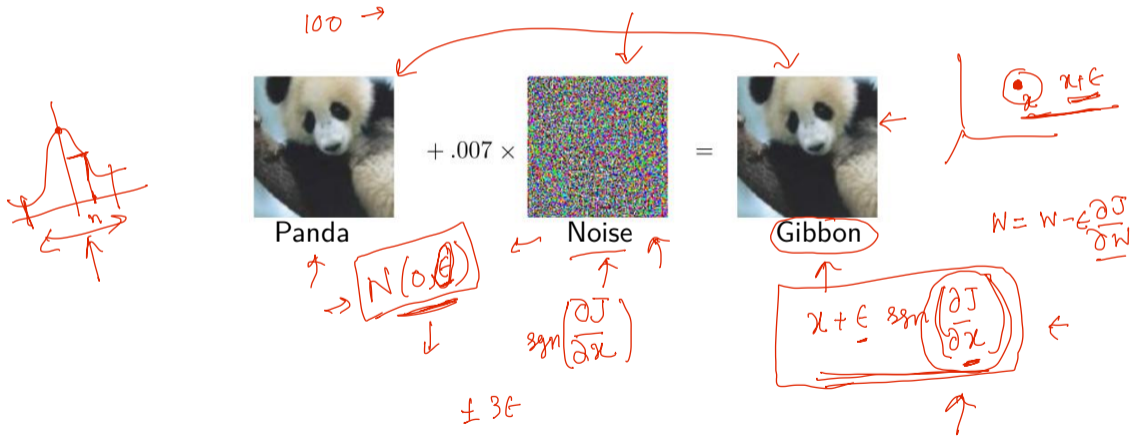 100 →
x x+ε
+ .007 ×
=
Panda
Noise
Gibbon
W = W - ε ∂J/∂W
N(0, ε)
sgn(∂J/∂x)
x + ε sgn(∂J/∂x)
± 3ε